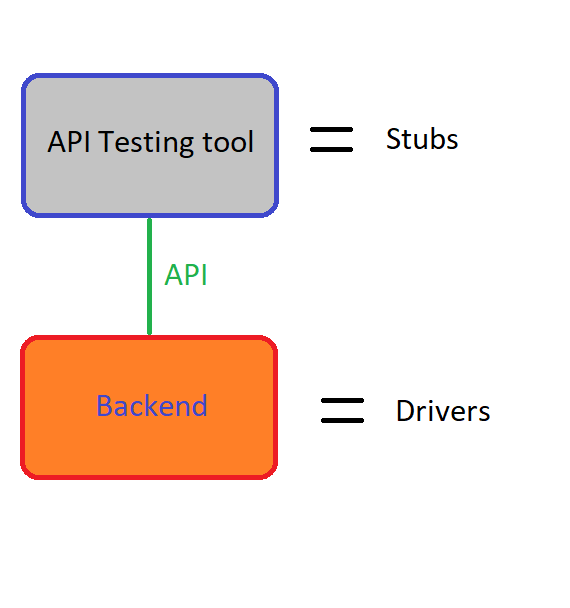 API Testing tool = Stubs
API
Backend = Drivers